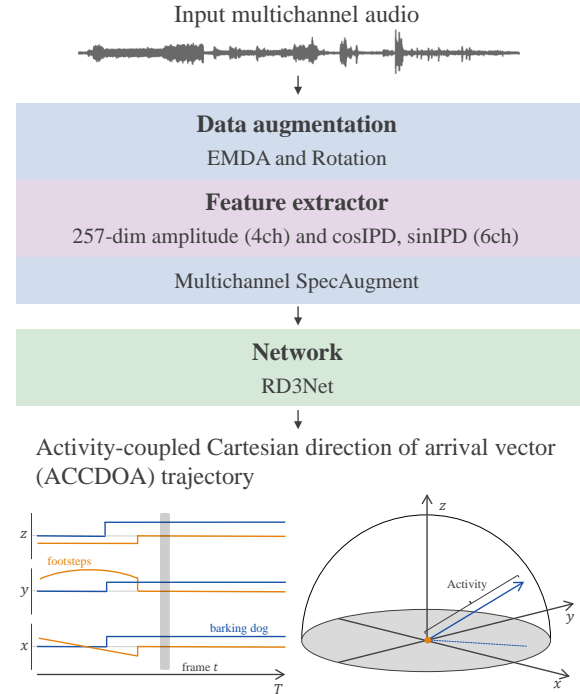 Input multichannel audio
Data augmentation
EMDA and Rotation
Feature extractor
257-dim amplitude (4ch) and cosIPD, sinIPD (6ch)
Multichannel SpecAugment
Network
RD3Net
Activity-coupled Cartesian direction of arrival vector
(ACCDOA) trajectory
z
footsteps
y
barking dog
x
frame t
T
z
Activity
y
x